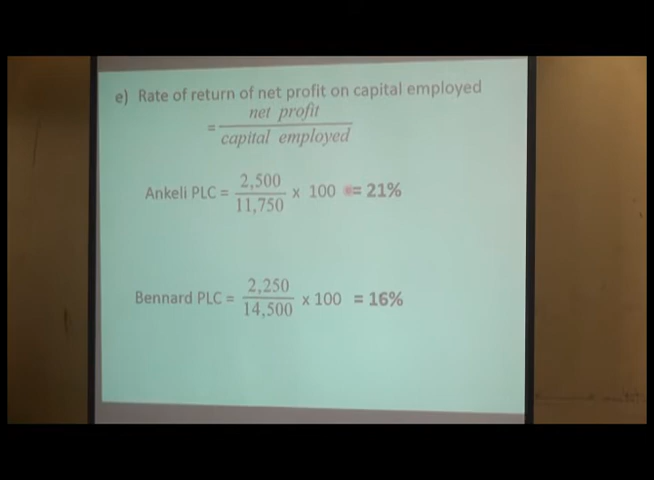 e) Rate of return of net profit on capital employed
= net profit
capital employed
Ankeli PLC = 2,500 x 100 = 21%
11,750
Bennard PLC = 2,250 x 100 = 16%
14,500